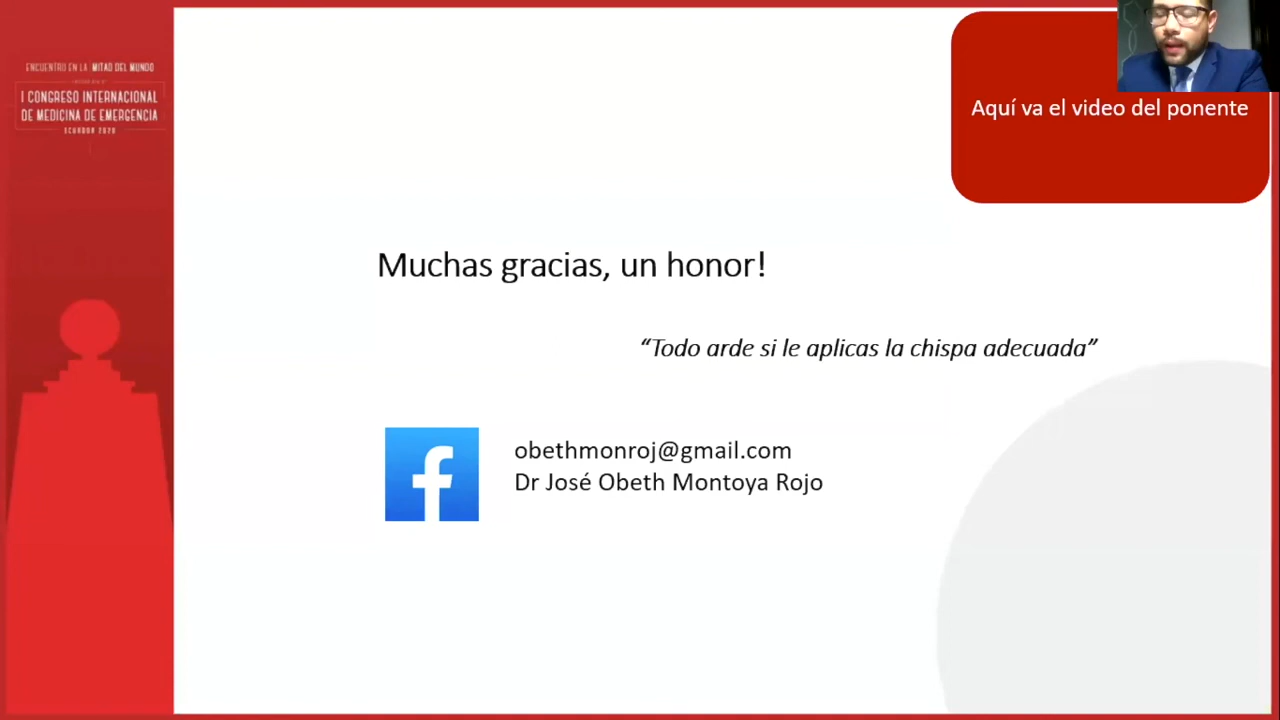 ENCUENTRO EN LA MITAD DEL MUNDO
I CONGRESO INTERNACIONAL
DE MEDICINA DE EMERGENCIA
ECUADOR 2020
Aquí va el video del ponente
Muchas gracias, un honor!
“Todo arde si le aplicas la chispa adecuada”
obethmonroj@gmail.com
Dr José Obeth Montoya Rojo